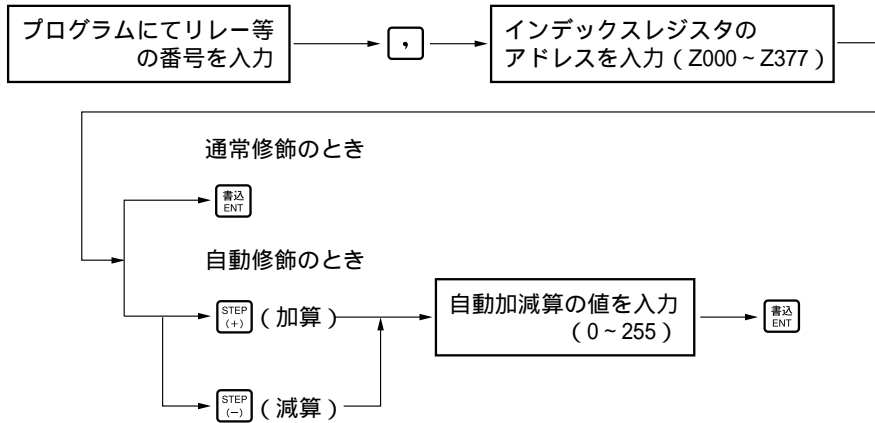 プログラムにてリレー等
の番号を入力
,
インデックスレジスタの
アドレスを入力（Z000～Z377）
通常修飾のとき
書込
ENT
自動修飾のとき
STEP
(+)
（加算）
自動加減算の値を入力
（0～255）
書込
ENT
STEP
(−)
（減算）